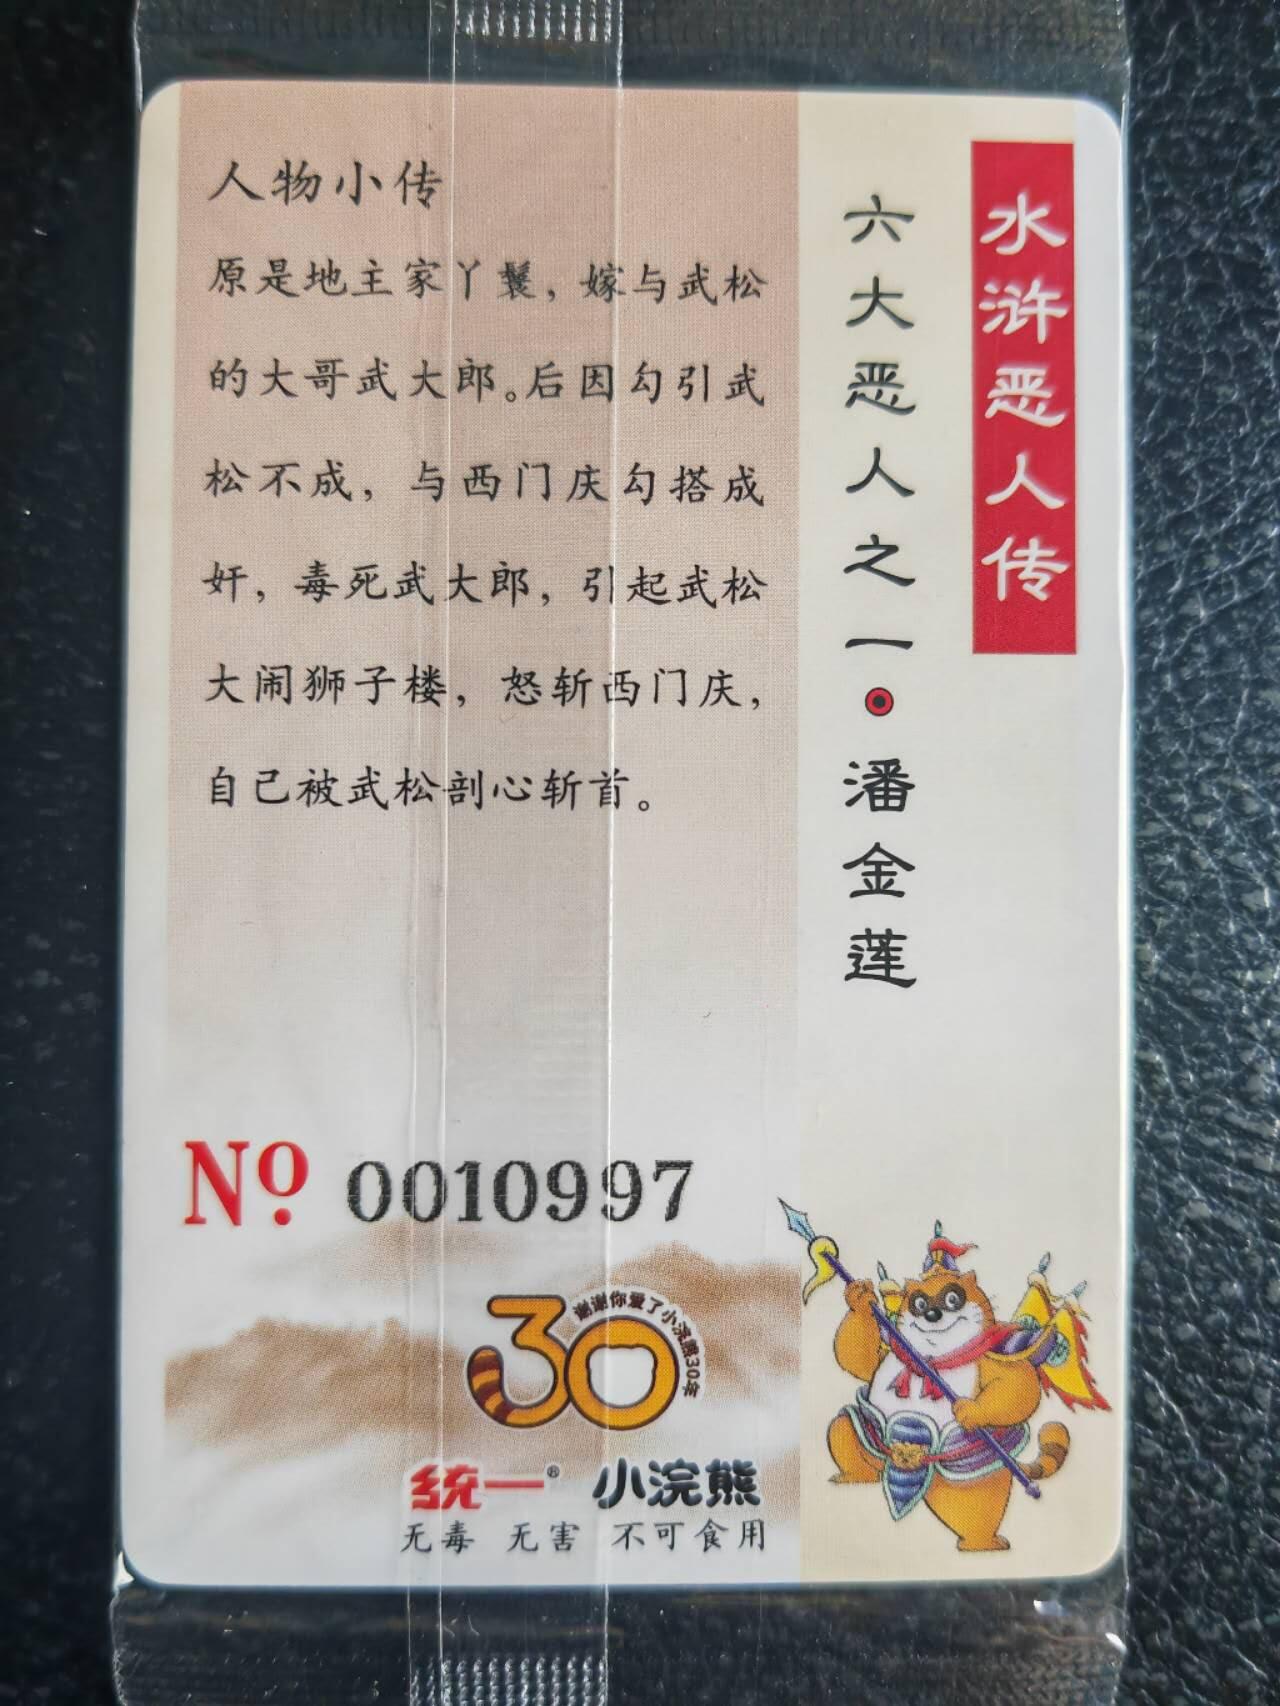 水浒恶人传
六大恶人之一
潘金莲
人物小传
原是地主家丫鬟，嫁与武松
的大哥武大郎。后因勾引武
松不成，与西门庆勾搭成
奸，毒死武大郎，引起武松
大闹狮子楼，怒斩西门庆，
自己被武松剖心斩首。
No. 0010997
30
谢谢你爱了小浣熊30年
统一® 小浣熊
无毒 无害 不可食用